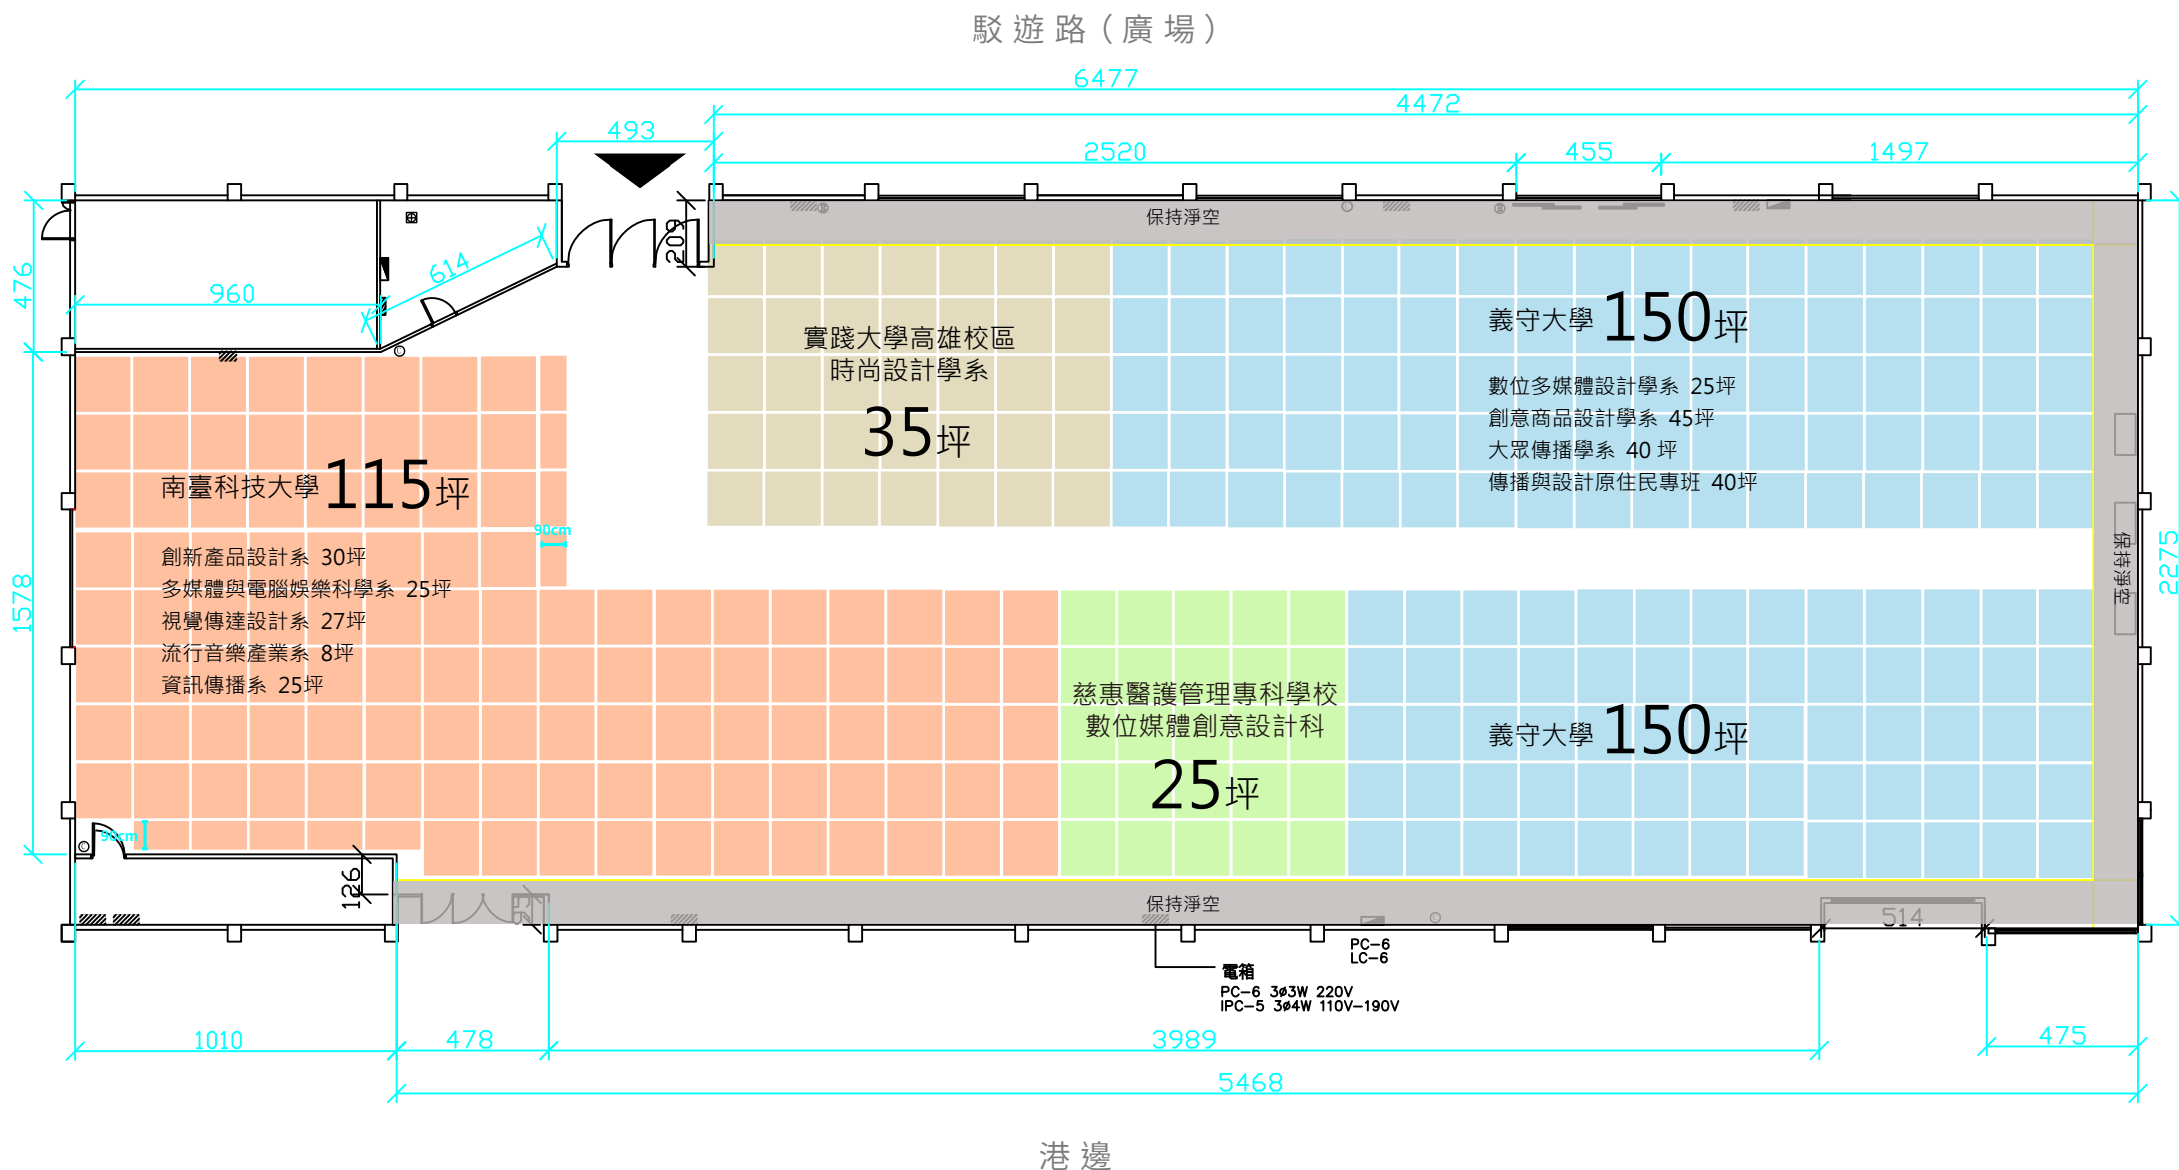 駁遊路(廣場)
6477
4472
493
2520
455
1497
保持淨空
209
476
614
960
實踐大學高雄校區
時尚設計學系
35坪
義守大學 150坪
數位多媒體設計學系 25坪
創意商品設計學系 45坪
大眾傳播學系 40 坪
傳播與設計原住民專班 40坪
南臺科技大學 115坪
90cm
創新產品設計系 30坪
多媒體與電腦娛樂科學系 25坪
視覺傳達設計系 27坪
流行音樂產業系 8坪
資訊傳播系 25坪
1578
保持淨空
2275
慈惠醫護管理專科學校
數位媒體創意設計科
25坪
義守大學 150坪
90cm
126
保持淨空
514
PC-6
LC-6
電箱
PC-6 3ø3W 220V
IPC-5 3ø4W 110V-190V
1010
478
3989
475
5468
港邊